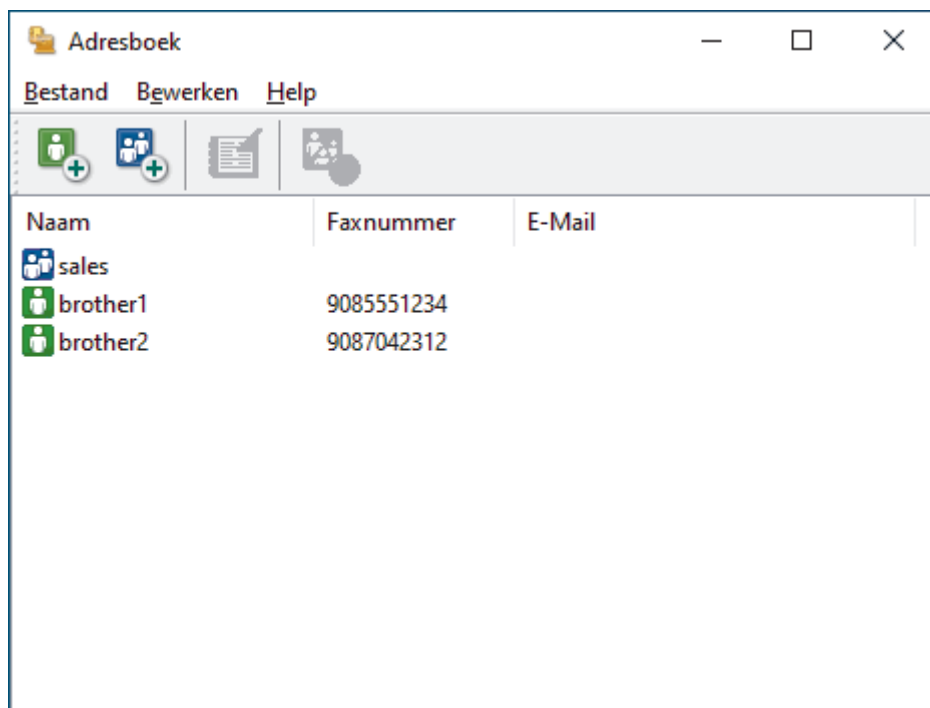 Adresboek
Bestand Bewerken Help
Naam Faxnummer E-Mail
sales
brother1 9085551234
brother2 9087042312